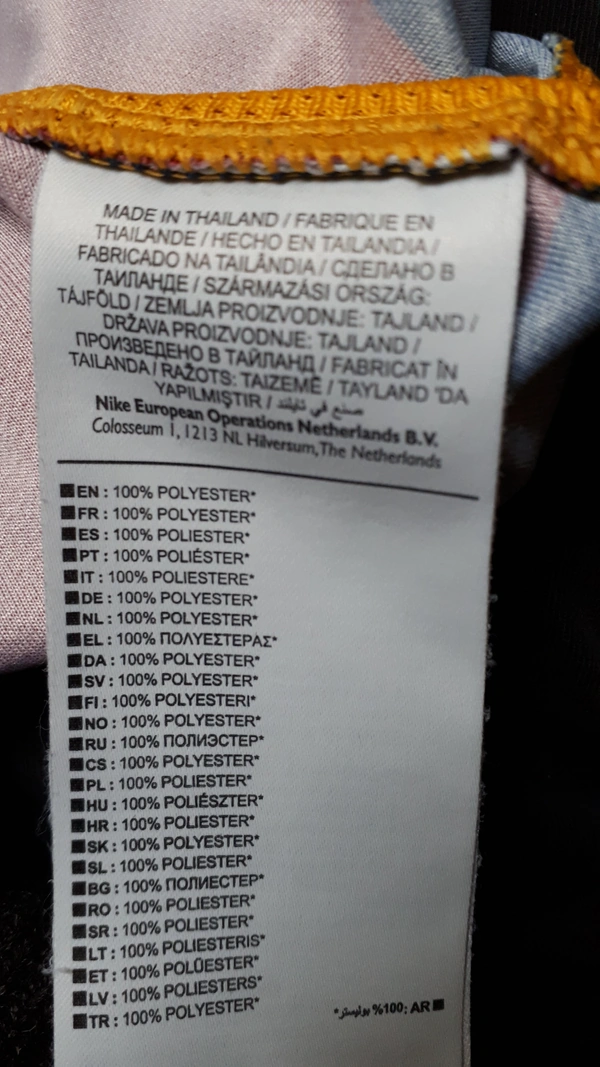 MADE IN THAILAND / FABRIQUE EN
THAILANDE / HECHO EN TAILANDIA /
FABRICADO NA TAILÂNDIA / СДЕЛАНО В
ТАИЛАНДЕ / SZÁRMAZÁSI ORSZÁG:
TÁJFÖLD / ZEMLJA PROIZVODNJE: TAJLAND /
DRŽAVA PROIZVODNJE: TAJLAND /
ПРОИЗВЕДЕНО В ТАЙЛАНД / FABRICAT ÎN
TAILANDA / RAŽOTS: TAIZEMĒ / TAYLAND 'DA
YAPILMIŞTIR / صنع في تايلند
Nike European Operations Netherlands B.V.
Colosseum 1, 1213 NL Hilversum, The Netherlands
EN : 100% POLYESTER*
FR : 100% POLYESTER*
ES : 100% POLIESTER*
PT : 100% POLIÉSTER*
IT : 100% POLIESTERE*
DE : 100% POLYESTER*
NL : 100% POLYESTER*
EL : 100% ΠΟΛΥΕΣΤΕΡΑΣ*
DA : 100% POLYESTER*
SV : 100% POLYESTER*
FI : 100% POLYESTERI*
NO : 100% POLYESTER*
RU : 100% ПОЛИЭСТЕР*
CS : 100% POLYESTER*
PL : 100% POLIESTER*
HU : 100% POLIÉSZTER*
HR : 100% POLIESTER*
SK : 100% POLYESTER*
SL : 100% POLIESTER*
BG : 100% ПОЛИЕСТЕР*
RO : 100% POLIESTER*
SR : 100% POLIESTER*
LT : 100% POLIESTERIS*
ET : 100% POLÜESTER*
LV : 100% POLIESTERS*
TR : 100% POLYESTER*
AR :100% بوليستر*